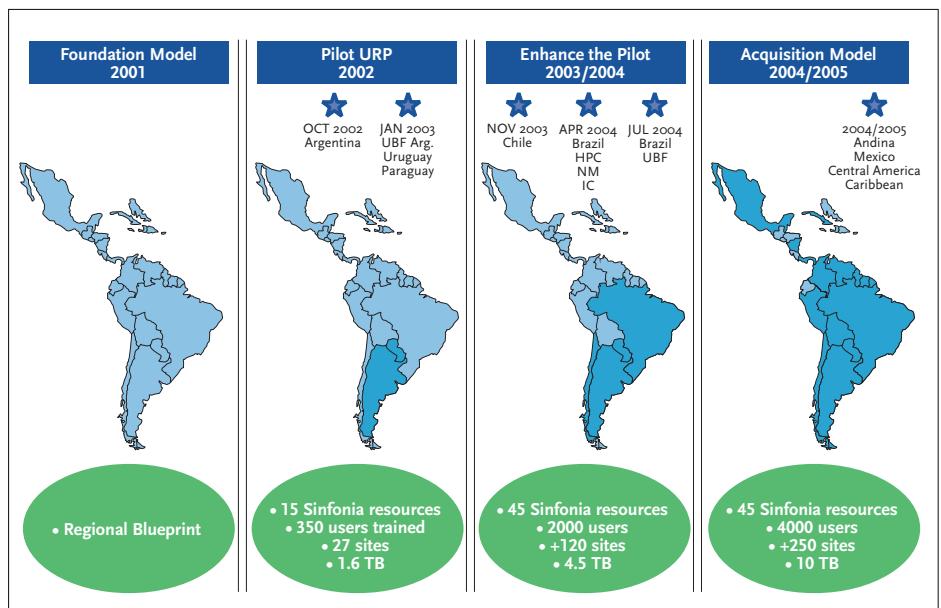 Foundation Model
2001
Pilot URP
2002
OCT 2002
Argentina
JAN 2003
UBF Arg.
Uruguay
Paraguay
Enhance the Pilot
2003/2004
NOV 2003
Chile
APR 2004
Brazil
HPC
NM
IC
JUL 2004
Brazil
UBF
Acquisition Model
2004/2005
2004/2005
Andina
Mexico
Central America
Caribbean
• Regional Blueprint
• 15 Sinfonia resources
• 350 users trained
• 27 sites
• 1.6 TB
• 45 Sinfonia resources
• 2000 users
• +120 sites
• 4.5 TB
• 45 Sinfonia resources
• 4000 users
• +250 sites
• 10 TB